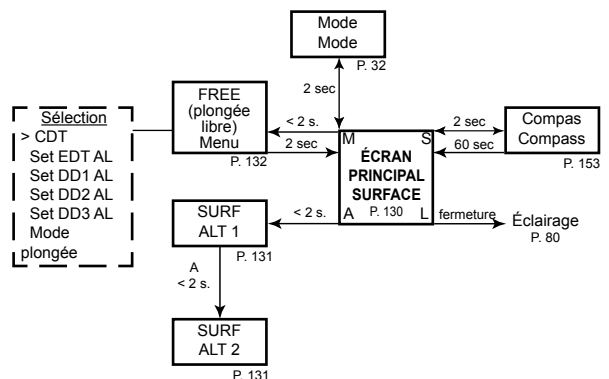 Mode
Mode
P. 32
2 sec
Sélection
> CDT
Set EDT AL
Set DD1 AL
Set DD2 AL
Set DD3 AL
Mode
plongée
FREE
(plongée
libre)
Menu
P. 132
< 2 s.
2 sec
M
S
ÉCRAN
PRINCIPAL
SURFACE
P. 130
A
L
2 sec
60 sec
Compas
Compass
P. 153
fermeture
Éclairage
P. 80
< 2 s.
SURF
ALT 1
P. 131
A
< 2 s.
SURF
ALT 2
P. 131